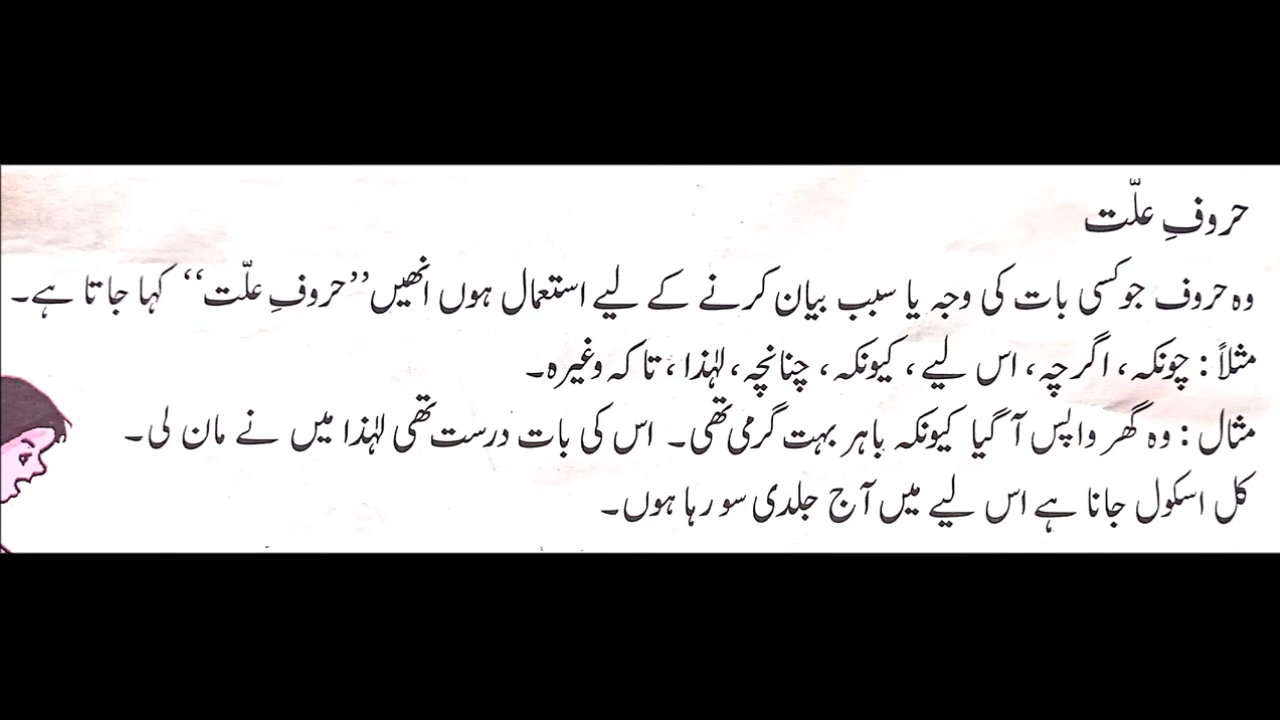 حروفِ علّت
وہ حروف جو کسی بات کی وجہ یا سبب بیان کرنے کے لیے استعمال ہوں انھیں ’’حروفِ علّت‘‘ کہا جاتا ہے۔
مثلاً : چونکہ، اگرچہ، اس لیے، کیونکہ، چنانچہ، لہٰذا، تاکہ وغیرہ۔
مثال : وہ گھر واپس آ گیا کیونکہ باہر بہت گرمی تھی۔ اس کی بات درست تھی لہٰذا میں نے مان لی۔
کل اسکول جانا ہے اس لیے میں آج جلدی سو رہا ہوں۔